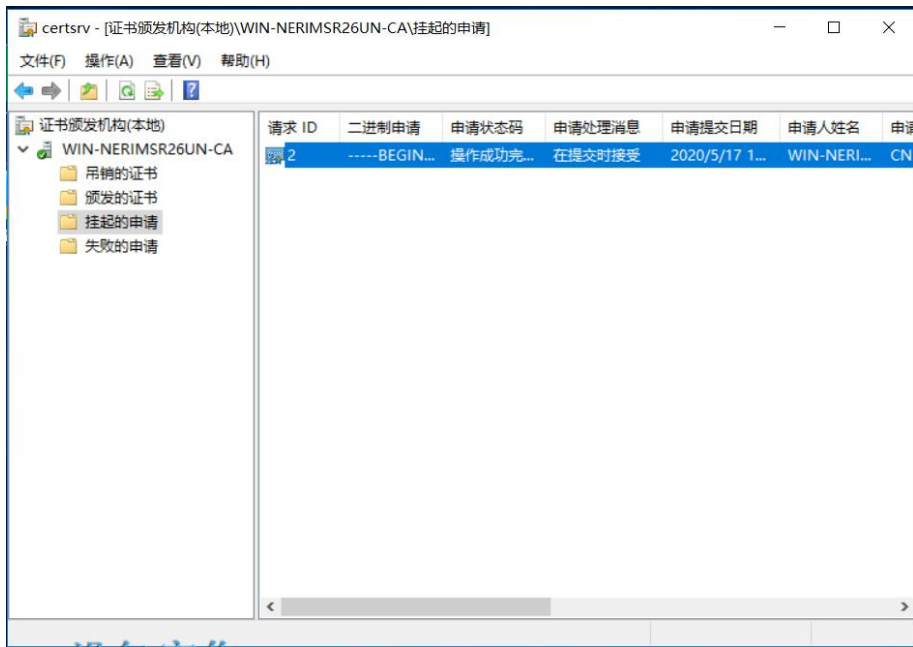 certsrv - [证书颁发机构(本地)\WIN-NERIMSR26UN-CA\挂起的申请]
文件(F) 操作(A) 查看(V) 帮助(H)
证书颁发机构(本地)
WIN-NERIMSR26UN-CA
吊销的证书
颁发的证书
挂起的申请
失败的申请
请求 ID 二进制申请 申请状态码 申请处理消息 申请提交日期 申请人姓名 申请
2 -----BEGIN... 操作成功完... 在提交时接受 2020/5/17 1... WIN-NERI... CN